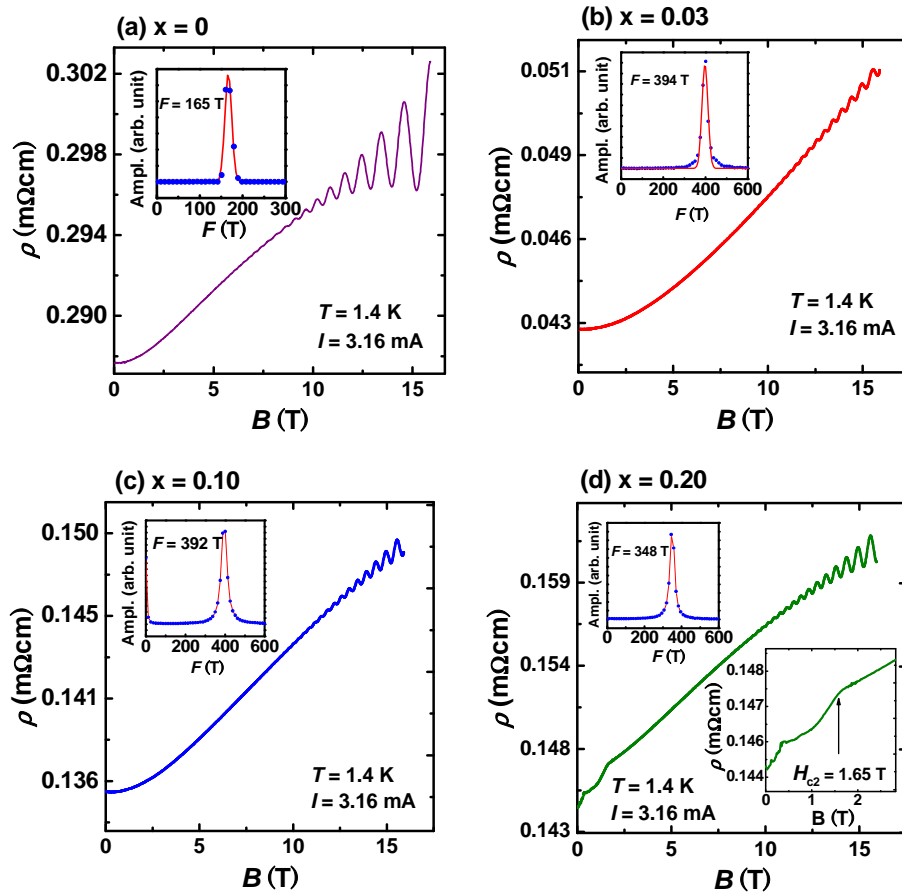 (a) x = 0
0.302
0.298
0.294
0.290
ρ (mΩcm)
Ampl. (arb. unit)
F = 165 T
0 100 200 300
F (T)
T = 1.4 K
I = 3.16 mA
0 5 10 15
B (T)
(b) x = 0.03
0.051
0.049
0.046
0.043
ρ (mΩcm)
Ampl. (arb. unit)
F = 394 T
0 200 400 600
F (T)
T = 1.4 K
I = 3.16 mA
0 5 10 15
B (T)
(c) x = 0.10
0.150
0.145
0.141
0.136
ρ (mΩcm)
Ampl. (arb. unit)
F = 392 T
0 200 400 600
F (T)
T = 1.4 K
I = 3.16 mA
0 5 10 15
B (T)
(d) x = 0.20
0.159
0.154
0.148
0.143
ρ (mΩcm)
Ampl. (arb. unit)
F = 348 T
0 200 400 600
F (T)
0.148
0.147
0.146
0.144
ρ (mΩcm)
Hc2 = 1.65 T
0 1 2
B (T)
T = 1.4 K
I = 3.16 mA
0 5 10 15
B (T)